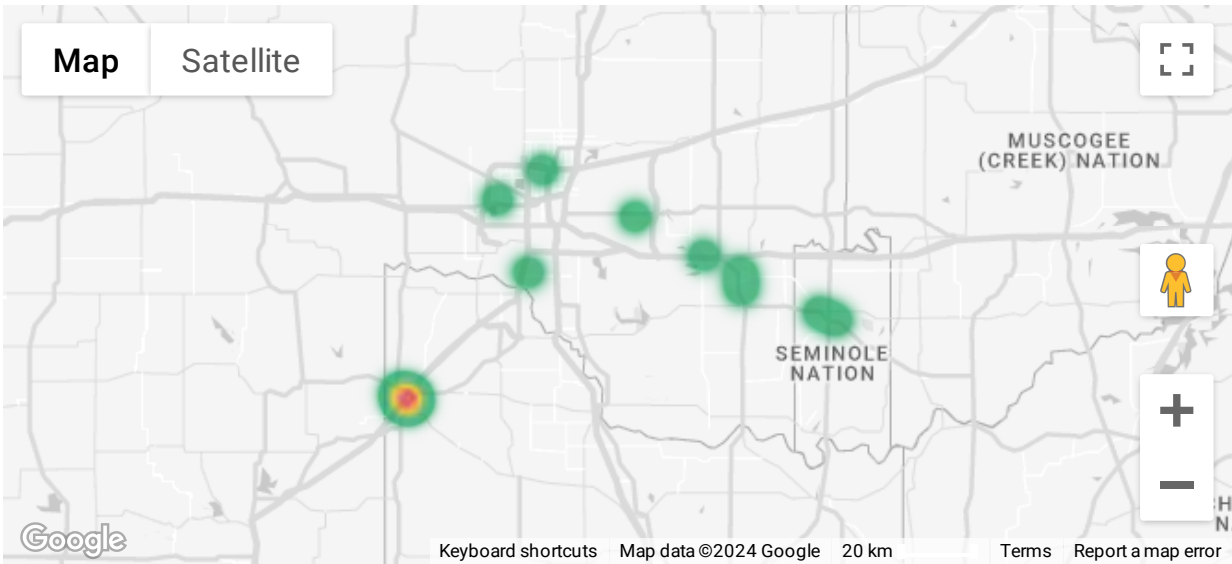 Map
Satellite
MUSCOGEE
(CREEK) NATION
SEMINOLE
NATION
Google
Keyboard shortcuts
Map data ©2024 Google
20 km
Terms
Report a map error